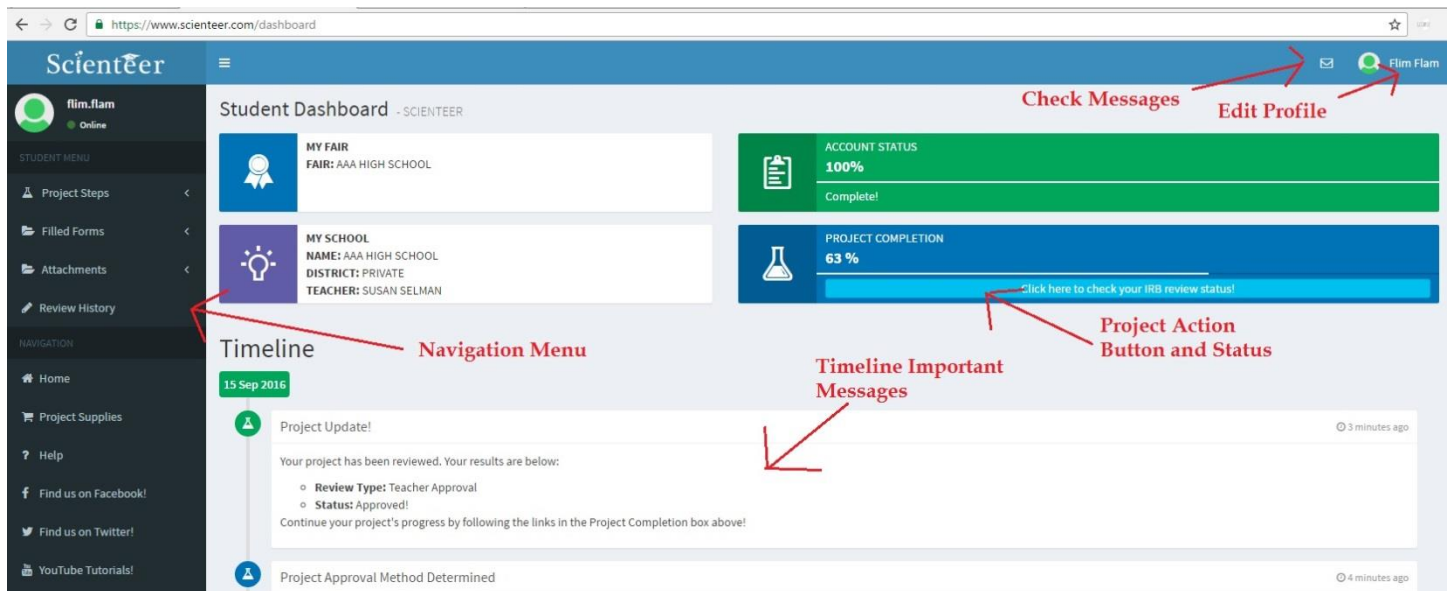 https://www.scienteer.com/dashboard
Scienteer
Flim Flam
flim.flam
Online
STUDENT MENU
Project Steps
Filled Forms
Attachments
Review History
NAVIGATION
Home
Project Supplies
? Help
Find us on Facebook!
Find us on Twitter!
YouTube Tutorials!
Check Messages
Edit Profile
Student Dashboard - SCIENTEER
MY FAIR
FAIR: AAA HIGH SCHOOL
ACCOUNT STATUS
100%
Complete!
MY SCHOOL
NAME: AAA HIGH SCHOOL
DISTRICT: PRIVATE
TEACHER: SUSAN SELMAN
PROJECT COMPLETION
63 %
Click here to check your IRB review status!
Project Action
Button and Status
Navigation Menu
Timeline
Timeline Important
Messages
15 Sep 2016
Project Update!
3 minutes ago
Your project has been reviewed. Your results are below:
Review Type: Teacher Approval
Status: Approved!
Continue your project's progress by following the links in the Project Completion box above!
Project Approval Method Determined
4 minutes ago